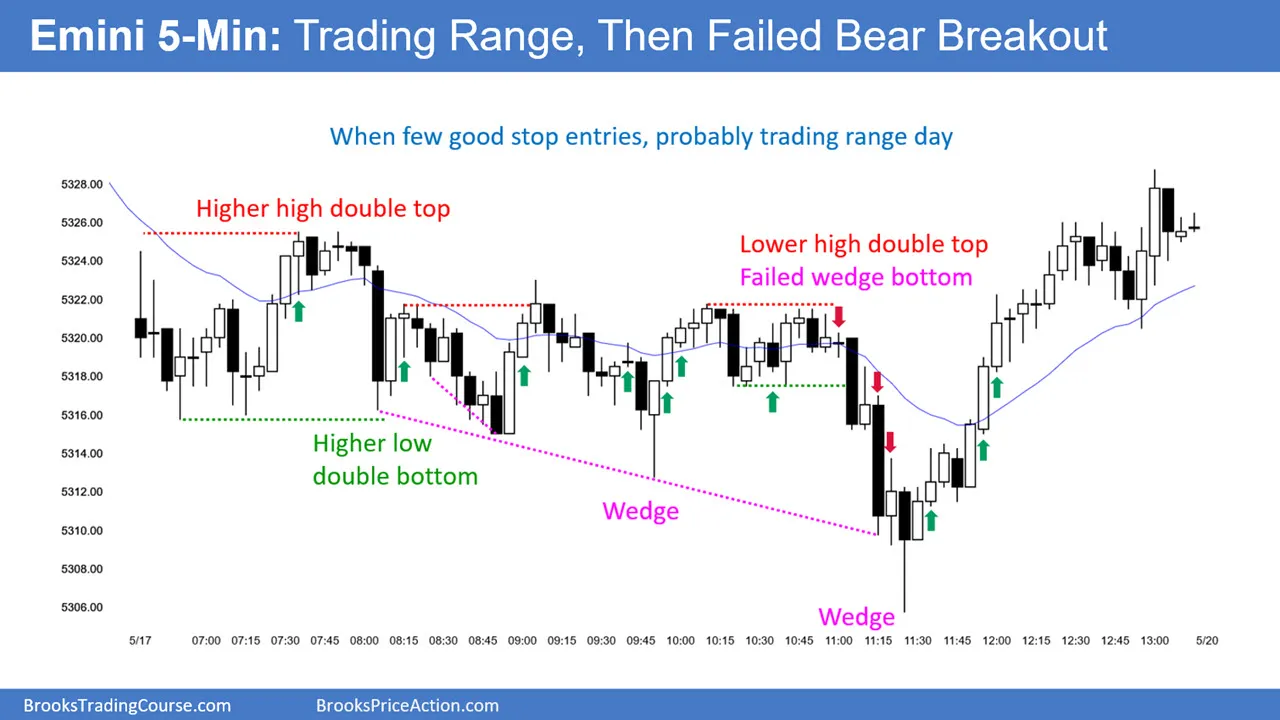 Emini 5-Min: Trading Range, Then Failed Bear Breakout
When few good stop entries, probably trading range day
5328.00
5326.00
5324.00
5322.00
5320.00
5318.00
5316.00
5314.00
5312.00
5310.00
5308.00
5306.00
Higher high double top
Lower high double top
Failed wedge bottom
Higher low
double bottom
Wedge
Wedge
5/17 07:00 07:15 07:30 07:45 08:00 08:15 08:30 08:45 09:00 09:15 09:30 09:45 10:00 10:15 10:30 10:45 11:00 11:15 11:30 11:45 12:00 12:15 12:30 12:45 13:00 5/20
BrooksTradingCourse.com BrooksPriceAction.com